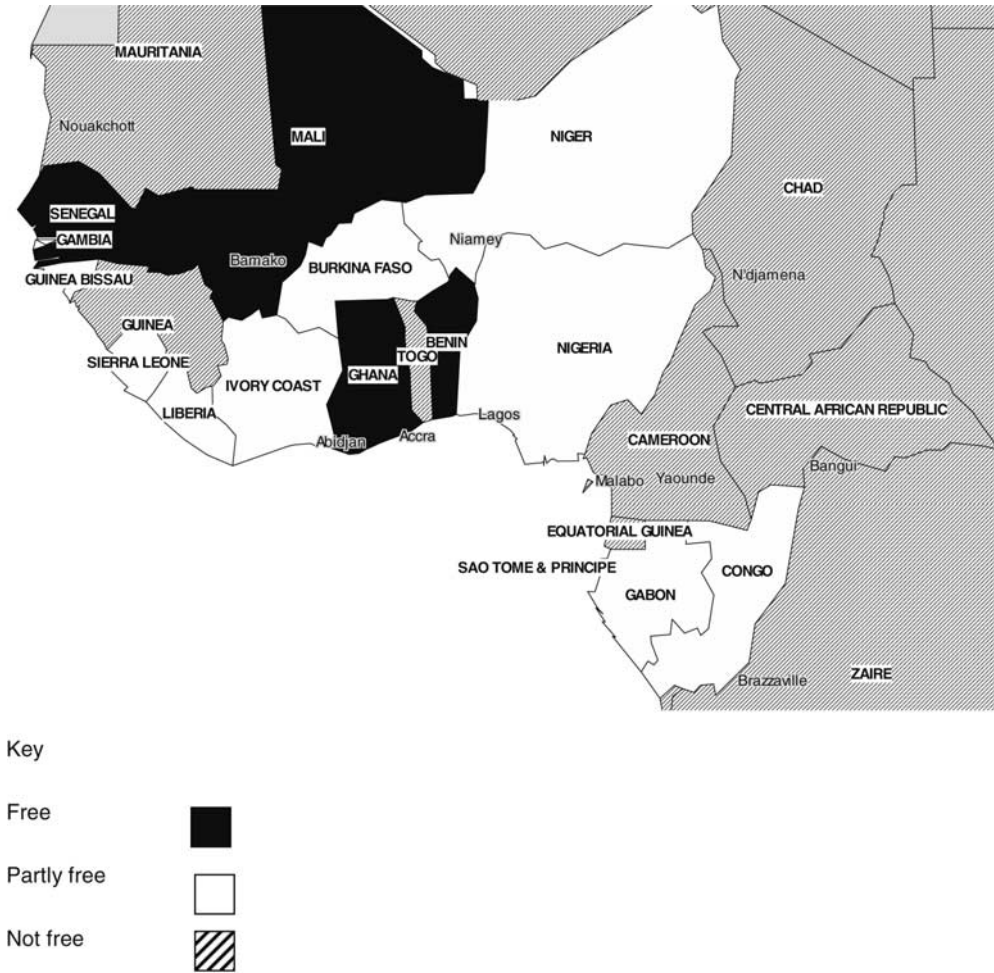 MAURITANIA
Nouakchott
MALI
NIGER
CHAD
SENEGAL
GAMBIA
Niamey
Bamako
BURKINA FASO
GUINEA BISSAU
N'djamena
GUINEA
SIERRA LEONE
BENIN
NIGERIA
TOGO
GHANA
IVORY COAST
LIBERIA
Lagos
CENTRAL AFRICAN REPUBLIC
Abidjan
Accra
CAMEROON
Bangui
Malabo
Yaounde
EQUATORIAL GUINEA
SAO TOME & PRINCIPE
CONGO
GABON
Brazzaville
ZAIRE
Key
Free
Partly free
Not free